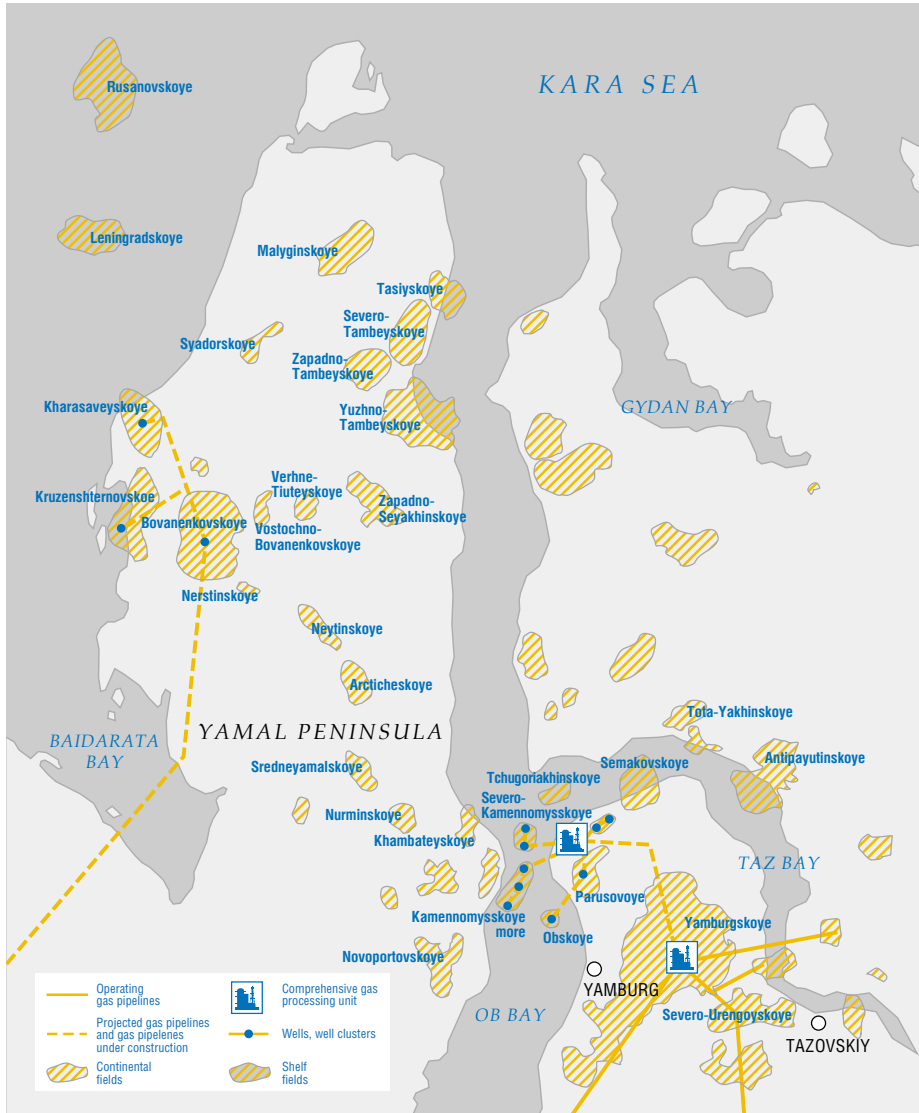 KARA SEA
Rusanovskoye
Leningradskoye
Malyginskoye
Tasiyskoye
Severo-
Tambeyskoye
Syadorskoye
Zapadno-
Tambeyskoye
Kharasaveyskoye
Yuzhno-
Tambeyskoye
GYDAN BAY
Kruzenshternovskoe
Verhne-
Tiuteyskoye
Zapadno-
Seyakhinskoye
Bovanenkovskoye
Vostochno-
Bovanenkovskoye
Nerstinskoye
Neytinskoye
Arcticheskoye
Tota-Yakhinskoye
YAMAL PENINSULA
BAIDARATA
BAY
Sredneyamalskoye
Tchugoriakhinskoye
Semakovskoye
Antipayutinskoye
Severo-
Kamennomysskoye
Nurminskoye
Khambateyskoye
TAZ BAY
Parusovoye
Kamennomysskoye
more
Obskoye
Yamburgskoye
Novoportovskoye
YAMBURG
OB BAY
Severo-Urengoyskoye
TAZOVSKIY
Operating
gas pipelines
Comprehensive gas
processing unit
Projected gas pipelines
and gas pipelenes
under construction
Wells, well clusters
Continental
fields
Shelf
fields